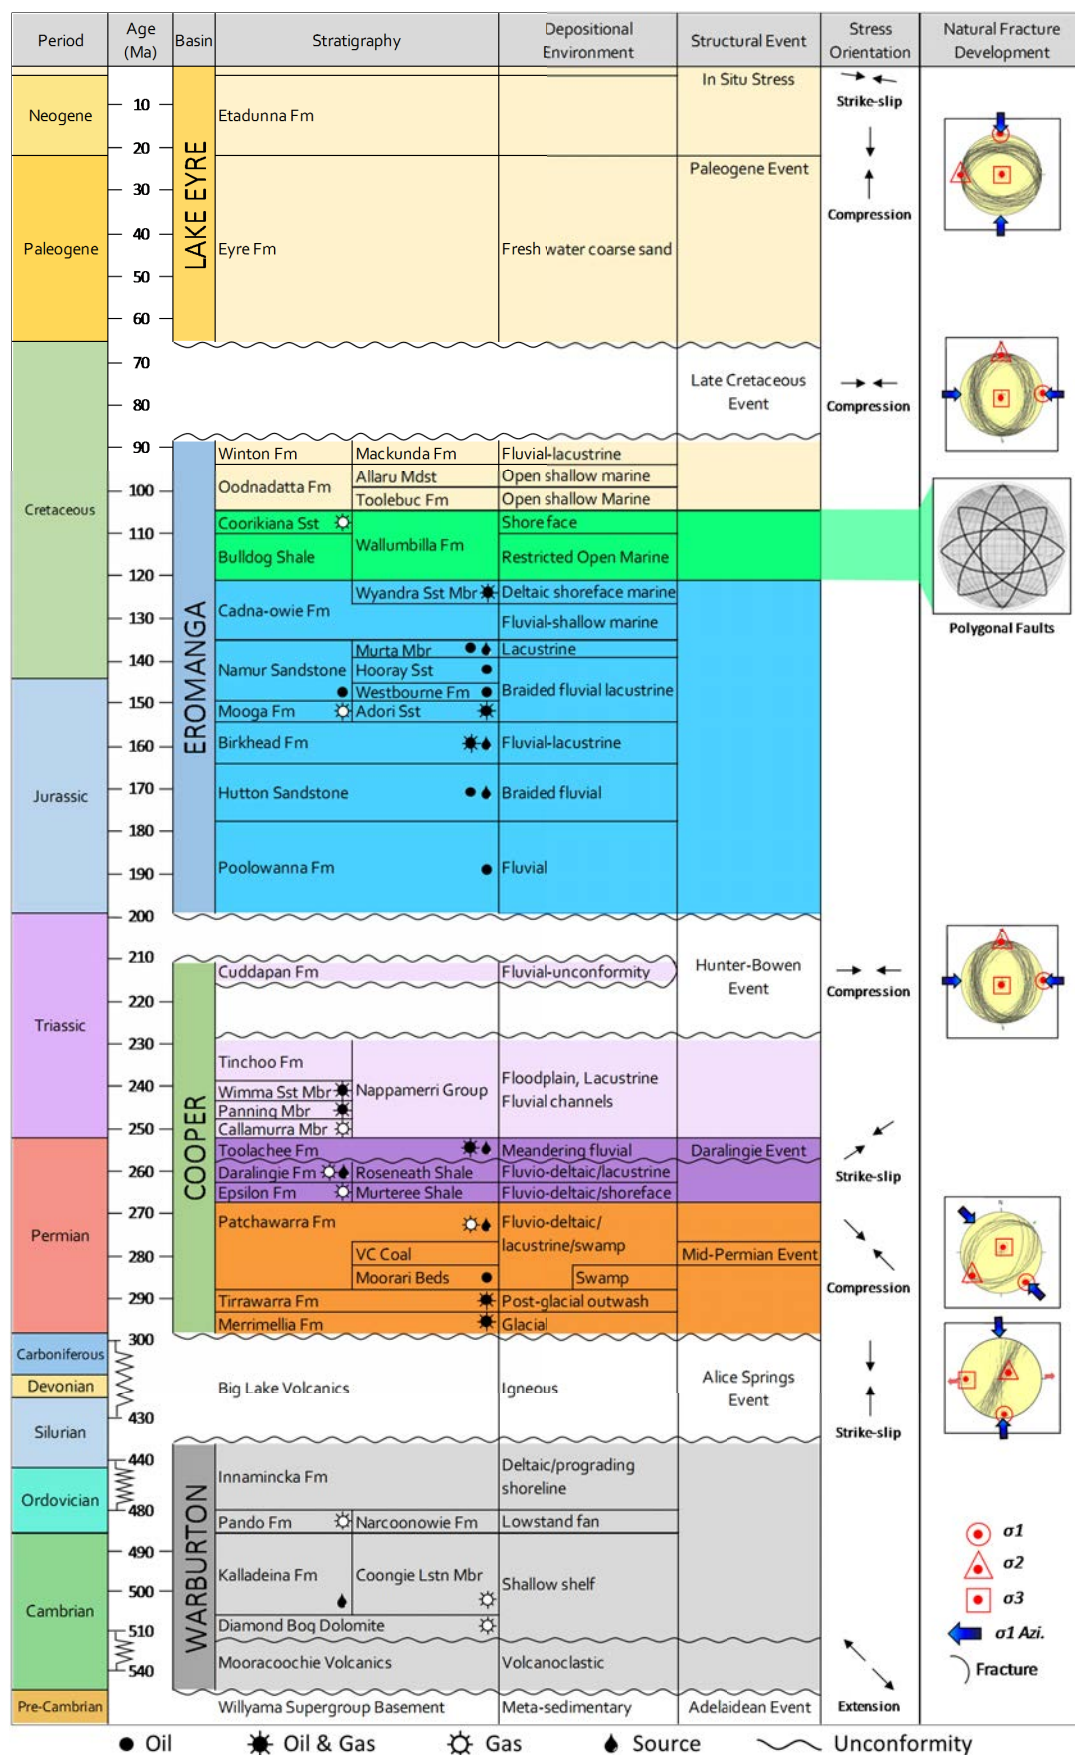 Period
Age
(Ma)
Basin
Stratigraphy
Depositional
Environment
Structural Event
Stress
Orientation
Natural Fracture
Development
Neogene
Paleogene
Cretaceous
Jurassic
Triassic
Permian
Carboniferous
Devonian
Silurian
Ordovician
Cambrian
Pre-Cambrian
10
20
30
40
50
60
70
80
90
100
110
120
130
140
150
160
170
180
190
200
210
220
230
240
250
260
270
280
290
300
430
440
480
490
500
510
540
LAKE EYRE
EROMANGA
COOPER
WARBURTON
Etadunna Fm
Eyre Fm
Fresh water coarse sand
Winton Fm
Mackunda Fm
Fluvial-lacustrine
Oodnadatta Fm
Allaru Mdst
Open shallow marine
Toolebuc Fm
Open shallow Marine
Coorikiana Sst
Wallumbilla Fm
Shore face
Bulldog Shale
Restricted Open Marine
Cadna-owie Fm
Wyandra Sst Mbr
Deltaic shoreface marine
Fluvial-shallow marine
Namur Sandstone
Murta Mbr
Lacustrine
Hooray Sst
Westbourne Fm
Braided fluvial lacustrine
Mooga Fm
Adori Sst
Birkhead Fm
Fluvial-lacustrine
Hutton Sandstone
Braided fluvial
Poolowanna Fm
Fluvial
Cuddapan Fm
Fluvial-unconformity
Tinchoo Fm
Wimma Sst Mbr
Panning Mbr
Callamurra Mbr
Nappamerri Group
Floodplain, Lacustrine
Fluvial channels
Toolachee Fm
Meandering fluvial
Daralingie Fm
Roseneath Shale
Fluvio-deltaic/lacustrine
Epsilon Fm
Murteree Shale
Fluvio-deltaic/shoreface
Patchawarra Fm
Fluvio-deltaic/
lacustrine/swamp
VC Coal
Moorari Beds
Swamp
Tirrawarra Fm
Post-glacial outwash
Merrimellia Fm
Glacial
Big Lake Volcanics
Igneous
Innamincka Fm
Deltaic/prograding
shoreline
Pando Fm
Narcoonowie Fm
Lowstand fan
Kalladeina Fm
Coongie Lstn Mbr
Shallow shelf
Diamond Bog Dolomite
Mooracoochie Volcanics
Volcanoclastic
Willyama Supergroup Basement
Meta-sedimentary
In Situ Stress
Paleogene Event
Late Cretaceous
Event
Hunter-Bowen
Event
Daralingie Event
Mid-Permian Event
Alice Springs
Event
Adelaidean Event
Strike-slip
Compression
Compression
Compression
Strike-slip
Compression
Strike-slip
Extension
Polygonal Faults
σ1
σ2
σ3
σ1 Azi.
Fracture
Oil
Oil & Gas
Gas
Source
Unconformity